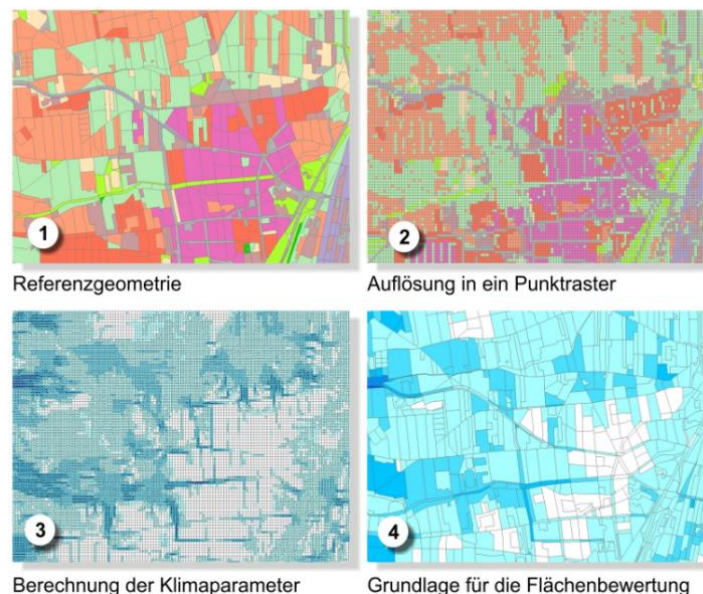 1
2
Referenzgeometrie
Auflösung in ein Punktraster
3
4
Berechnung der Klimaparameter
Grundlage für die Flächenbewertung